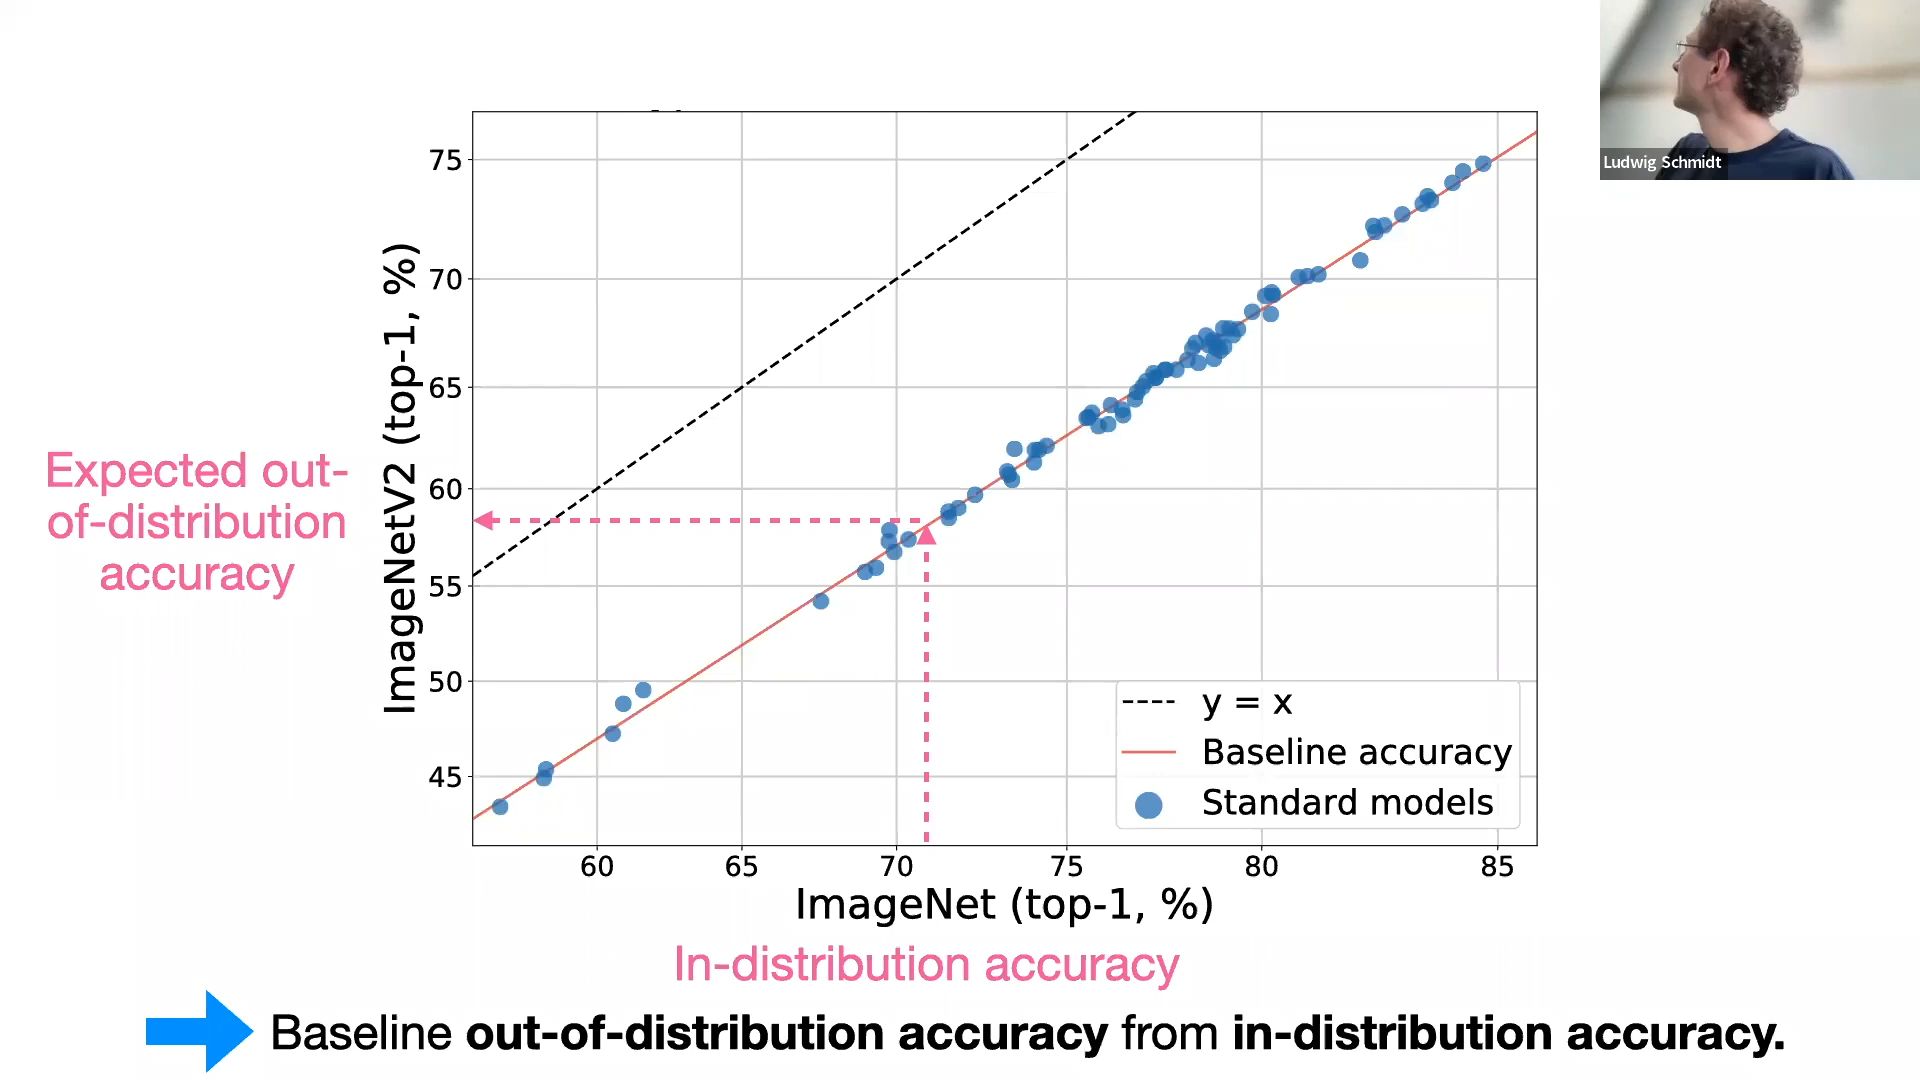 Ludwig Schmidt
75
70
65
60
55
50
45
ImageNetV2 (top-1, %)
Expected out-
of-distribution
accuracy
y = x
Baseline accuracy
Standard models
60 65 70 75 80 85
ImageNet (top-1, %)
In-distribution accuracy
Baseline out-of-distribution accuracy from in-distribution accuracy.